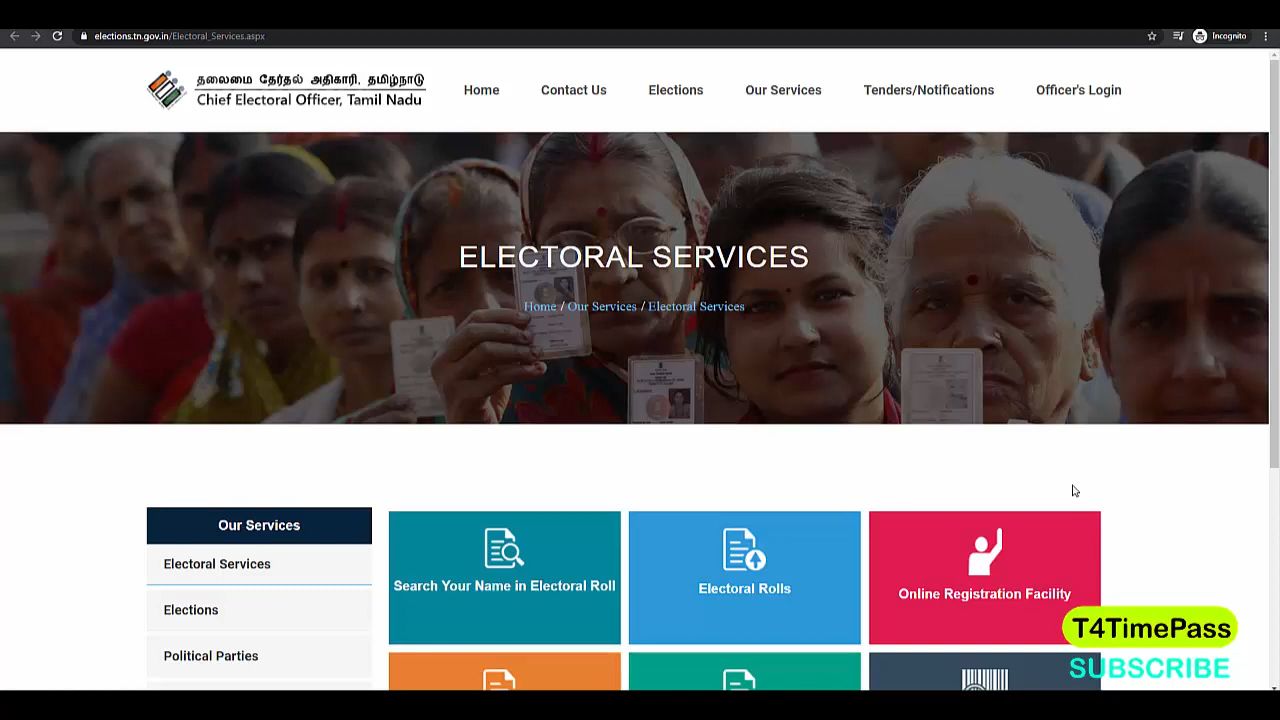 elections.tn.gov.in/Electoral_Services.aspx
Incognito
தலைமை தேர்தல் அதிகாரி, தமிழ்நாடு
Chief Electoral Officer, Tamil Nadu
Home
Contact Us
Elections
Our Services
Tenders/Notifications
Officer's Login
ELECTORAL SERVICES
Home / Our Services / Electoral Services
Our Services
Electoral Services
Elections
Political Parties
Search Your Name in Electoral Roll
Electoral Rolls
Online Registration Facility
T4TimePass
SUBSCRIBE